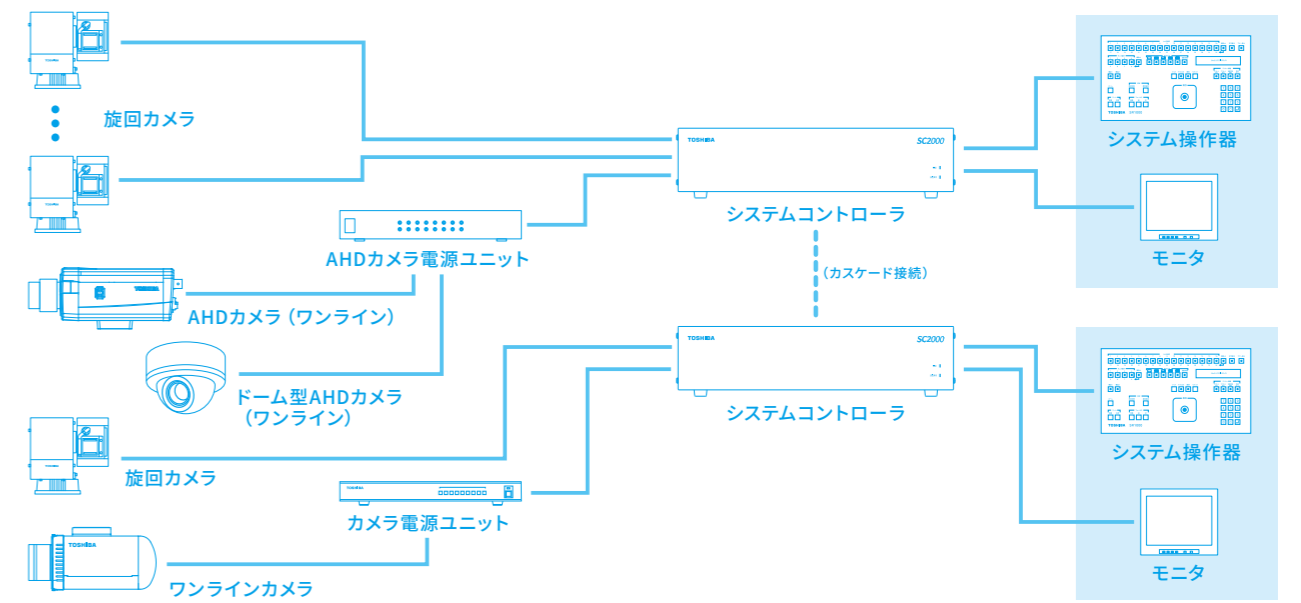 旋回カメラ
TOSHIBA
SC2000
システムコントローラ
システム操作器
モニタ
AHDカメラ電源ユニット
(カスケード接続)
TOSHIBA
AHDカメラ(ワンライン)
ドーム型AHDカメラ
(ワンライン)
TOSHIBA
SC2000
システムコントローラ
システム操作器
モニタ
旋回カメラ
TOSHIBA
カメラ電源ユニット
TOSHIBA
ワンラインカメラ